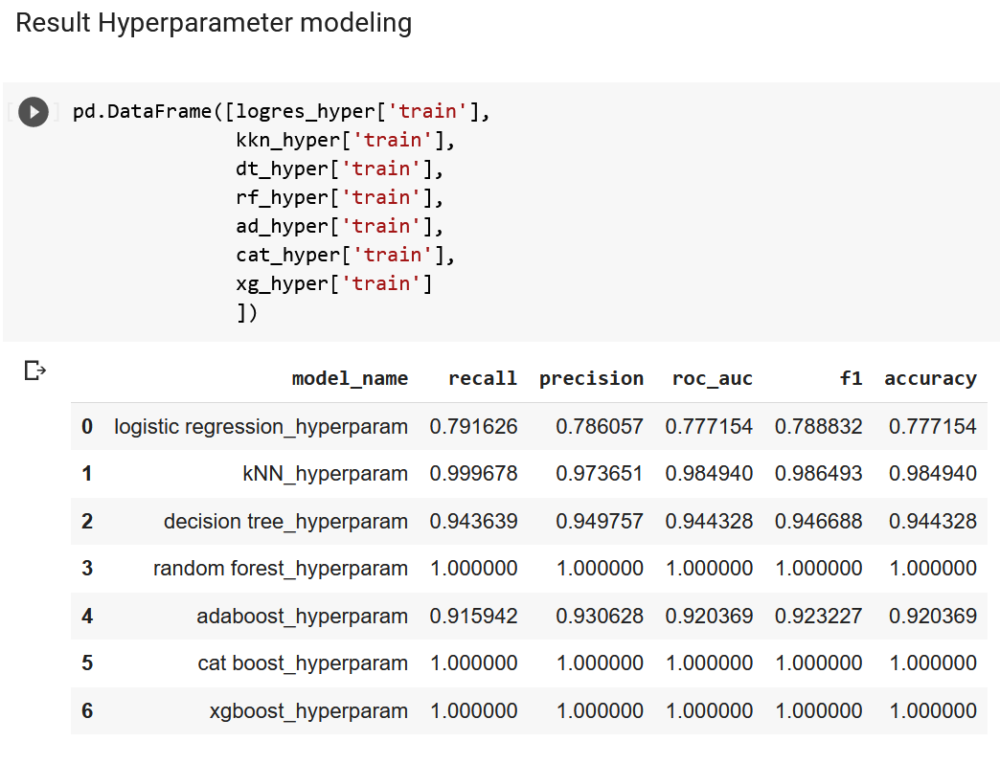 Result Hyperparameter modeling
pd.DataFrame([logres_hyper['train'],
kkn_hyper['train'],
dt_hyper['train'],
rf_hyper['train'],
ad_hyper['train'],
cat_hyper['train'],
xg_hyper['train']
])
model_name recall precision roc_auc f1 accuracy
0 logistic regression_hyperparam 0.791626 0.786057 0.777154 0.788832 0.777154
1 kNN_hyperparam 0.999678 0.973651 0.984940 0.986493 0.984940
2 decision tree_hyperparam 0.943639 0.949757 0.944328 0.946688 0.944328
3 random forest_hyperparam 1.000000 1.000000 1.000000 1.000000 1.000000
4 adaboost_hyperparam 0.915942 0.930628 0.920369 0.923227 0.920369
5 cat boost_hyperparam 1.000000 1.000000 1.000000 1.000000 1.000000
6 xgboost_hyperparam 1.000000 1.000000 1.000000 1.000000 1.000000